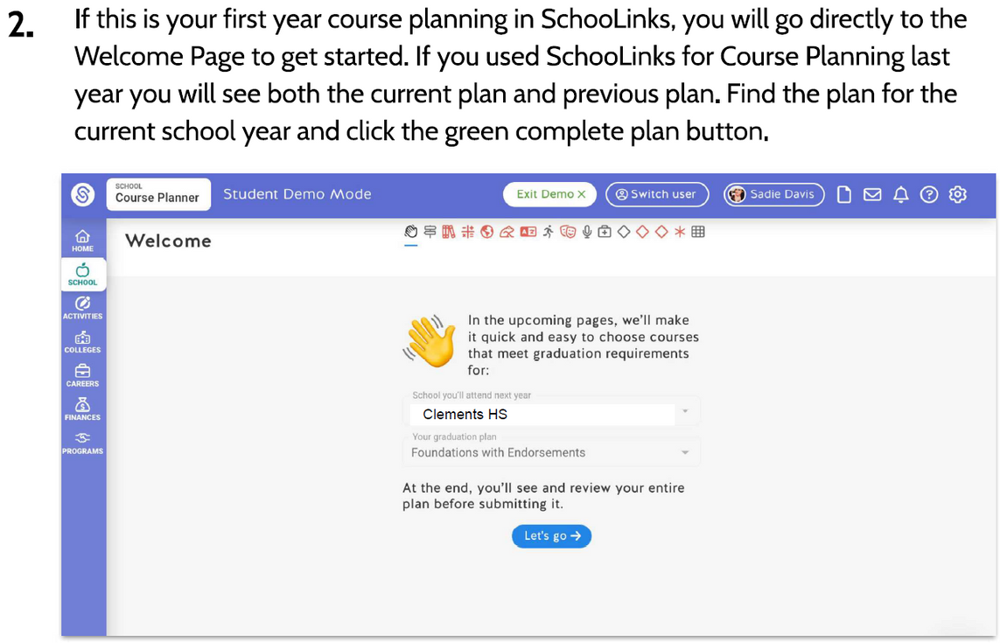 2.
If this is your first year course planning in SchooLinks, you will go directly to the
Welcome Page to get started. If you used SchooLinks for Course Planning last
year you will see both the current plan and previous plan. Find the plan for the
current school year and click the green complete plan button.
SCHOOL
Course Planner
Student Demo Mode
Exit Demo X
Switch user
Sadie Davis
HOME
SCHOOL
ACTIVITIES
COLLEGES
CAREERS
FINANCES
PROGRAMS
Welcome
In the upcoming pages, we'll make
it quick and easy to choose courses
that meet graduation requirements
for:
School you'll attend next year
Clements HS
Your graduation plan
Foundations with Endorsements
At the end, you'll see and review your entire
plan before submitting it.
Let's go →